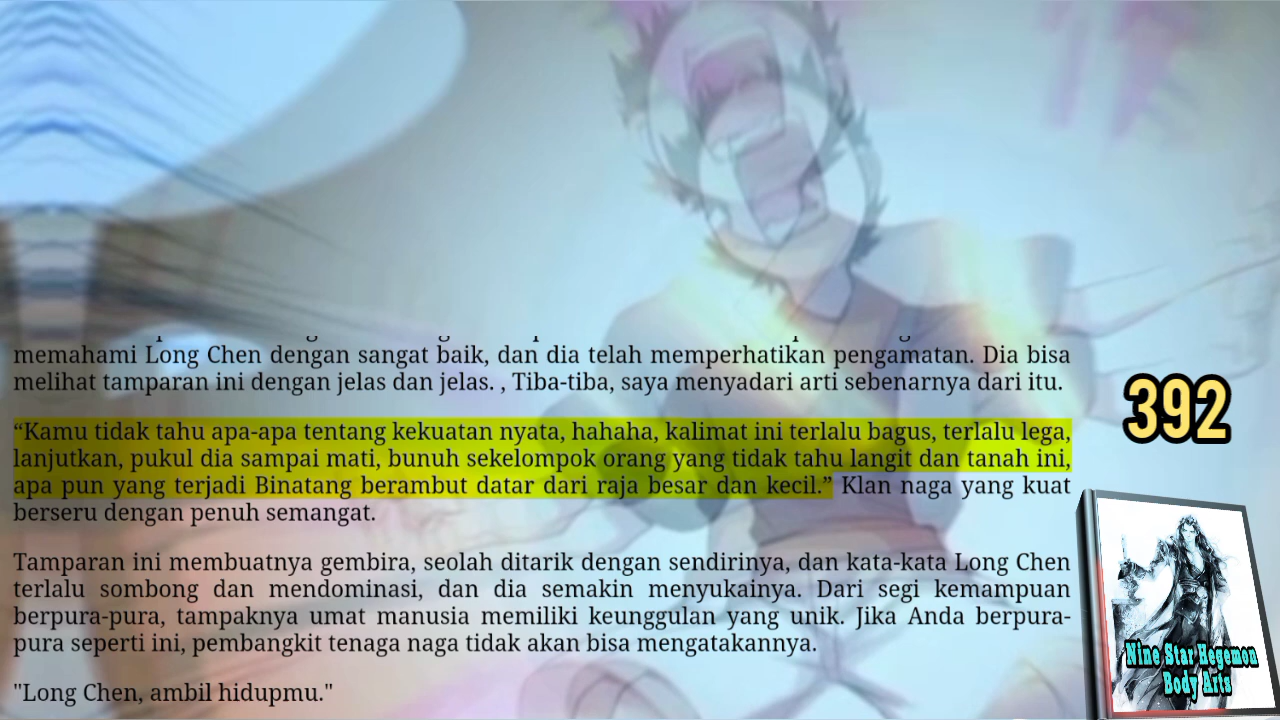 memahami Long Chen dengan sangat baik, dan dia telah memperhatikan pengamatan. Dia bisa
melihat tamparan ini dengan jelas dan jelas. , Tiba-tiba, saya menyadari arti sebenarnya dari itu.
“Kamu tidak tahu apa-apa tentang kekuatan nyata, hahaha, kalimat ini terlalu bagus, terlalu lega,
lanjutkan, pukul dia sampai mati, bunuh sekelompok orang yang tidak tahu langit dan tanah ini,
apa pun yang terjadi Binatang berambut datar dari raja besar dan kecil.” Klan naga yang kuat
berseru dengan penuh semangat.
Tamparan ini membuatnya gembira, seolah ditarik dengan sendirinya, dan kata-kata Long Chen
terlalu sombong dan mendominasi, dan dia semakin menyukainya. Dari segi kemampuan
berpura-pura, tampaknya umat manusia memiliki keunggulan yang unik. Jika Anda berpura-
pura seperti ini, pembangkit tenaga naga tidak akan bisa mengatakannya.
"Long Chen, ambil hidupmu."
392
Nine Star Hegemon
Body Arts